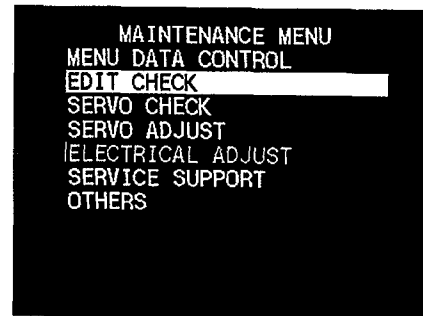 MAINTENANCE MENU
MENU DATA CONTROL
EDIT CHECK
SERVO CHECK
SERVO ADJUST
ELECTRICAL ADJUST
SERVICE SUPPORT
OTHERS